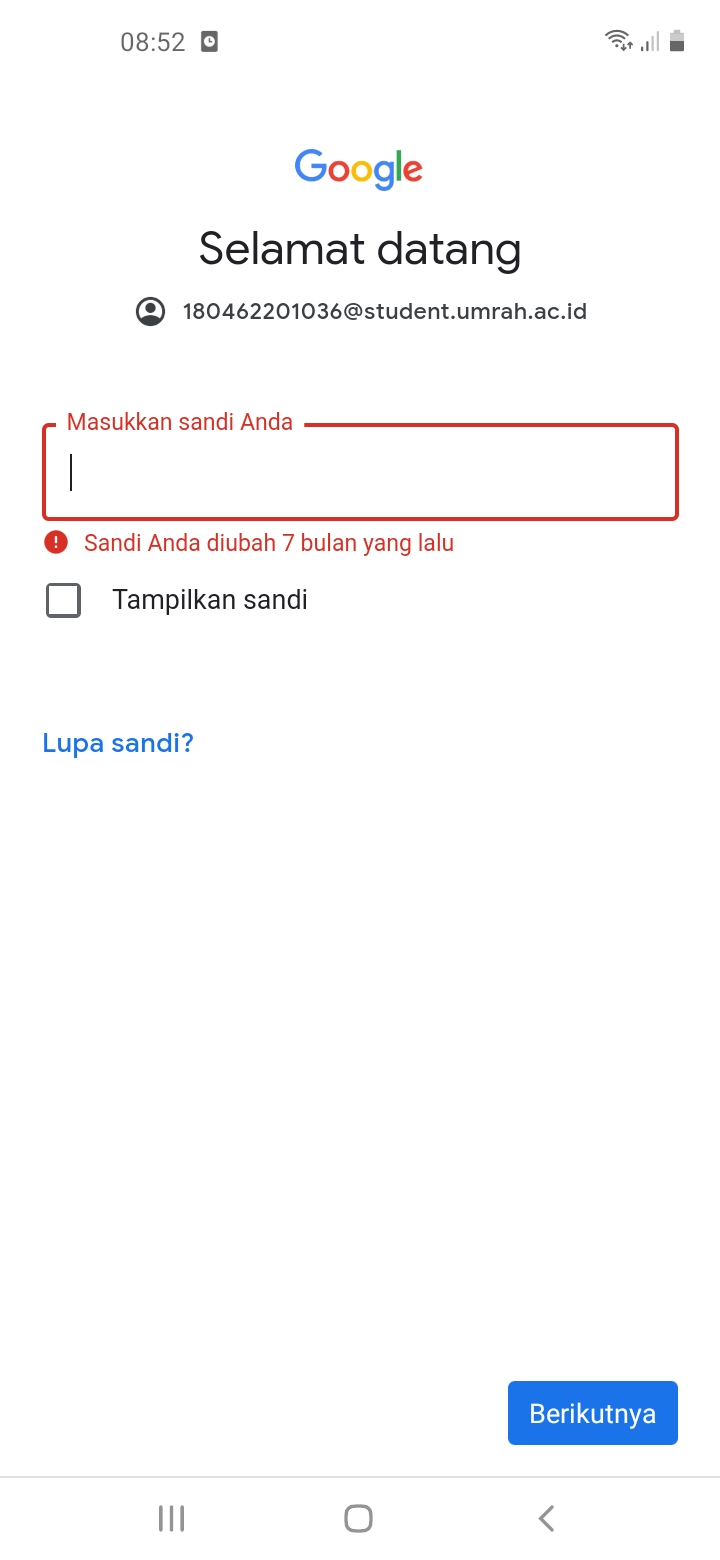 08:52
Google
Selamat datang
180462201036@student.umrah.ac.id
Masukkan sandi Anda
Sandi Anda diubah 7 bulan yang lalu
Tampilkan sandi
Lupa sandi?
Berikutnya